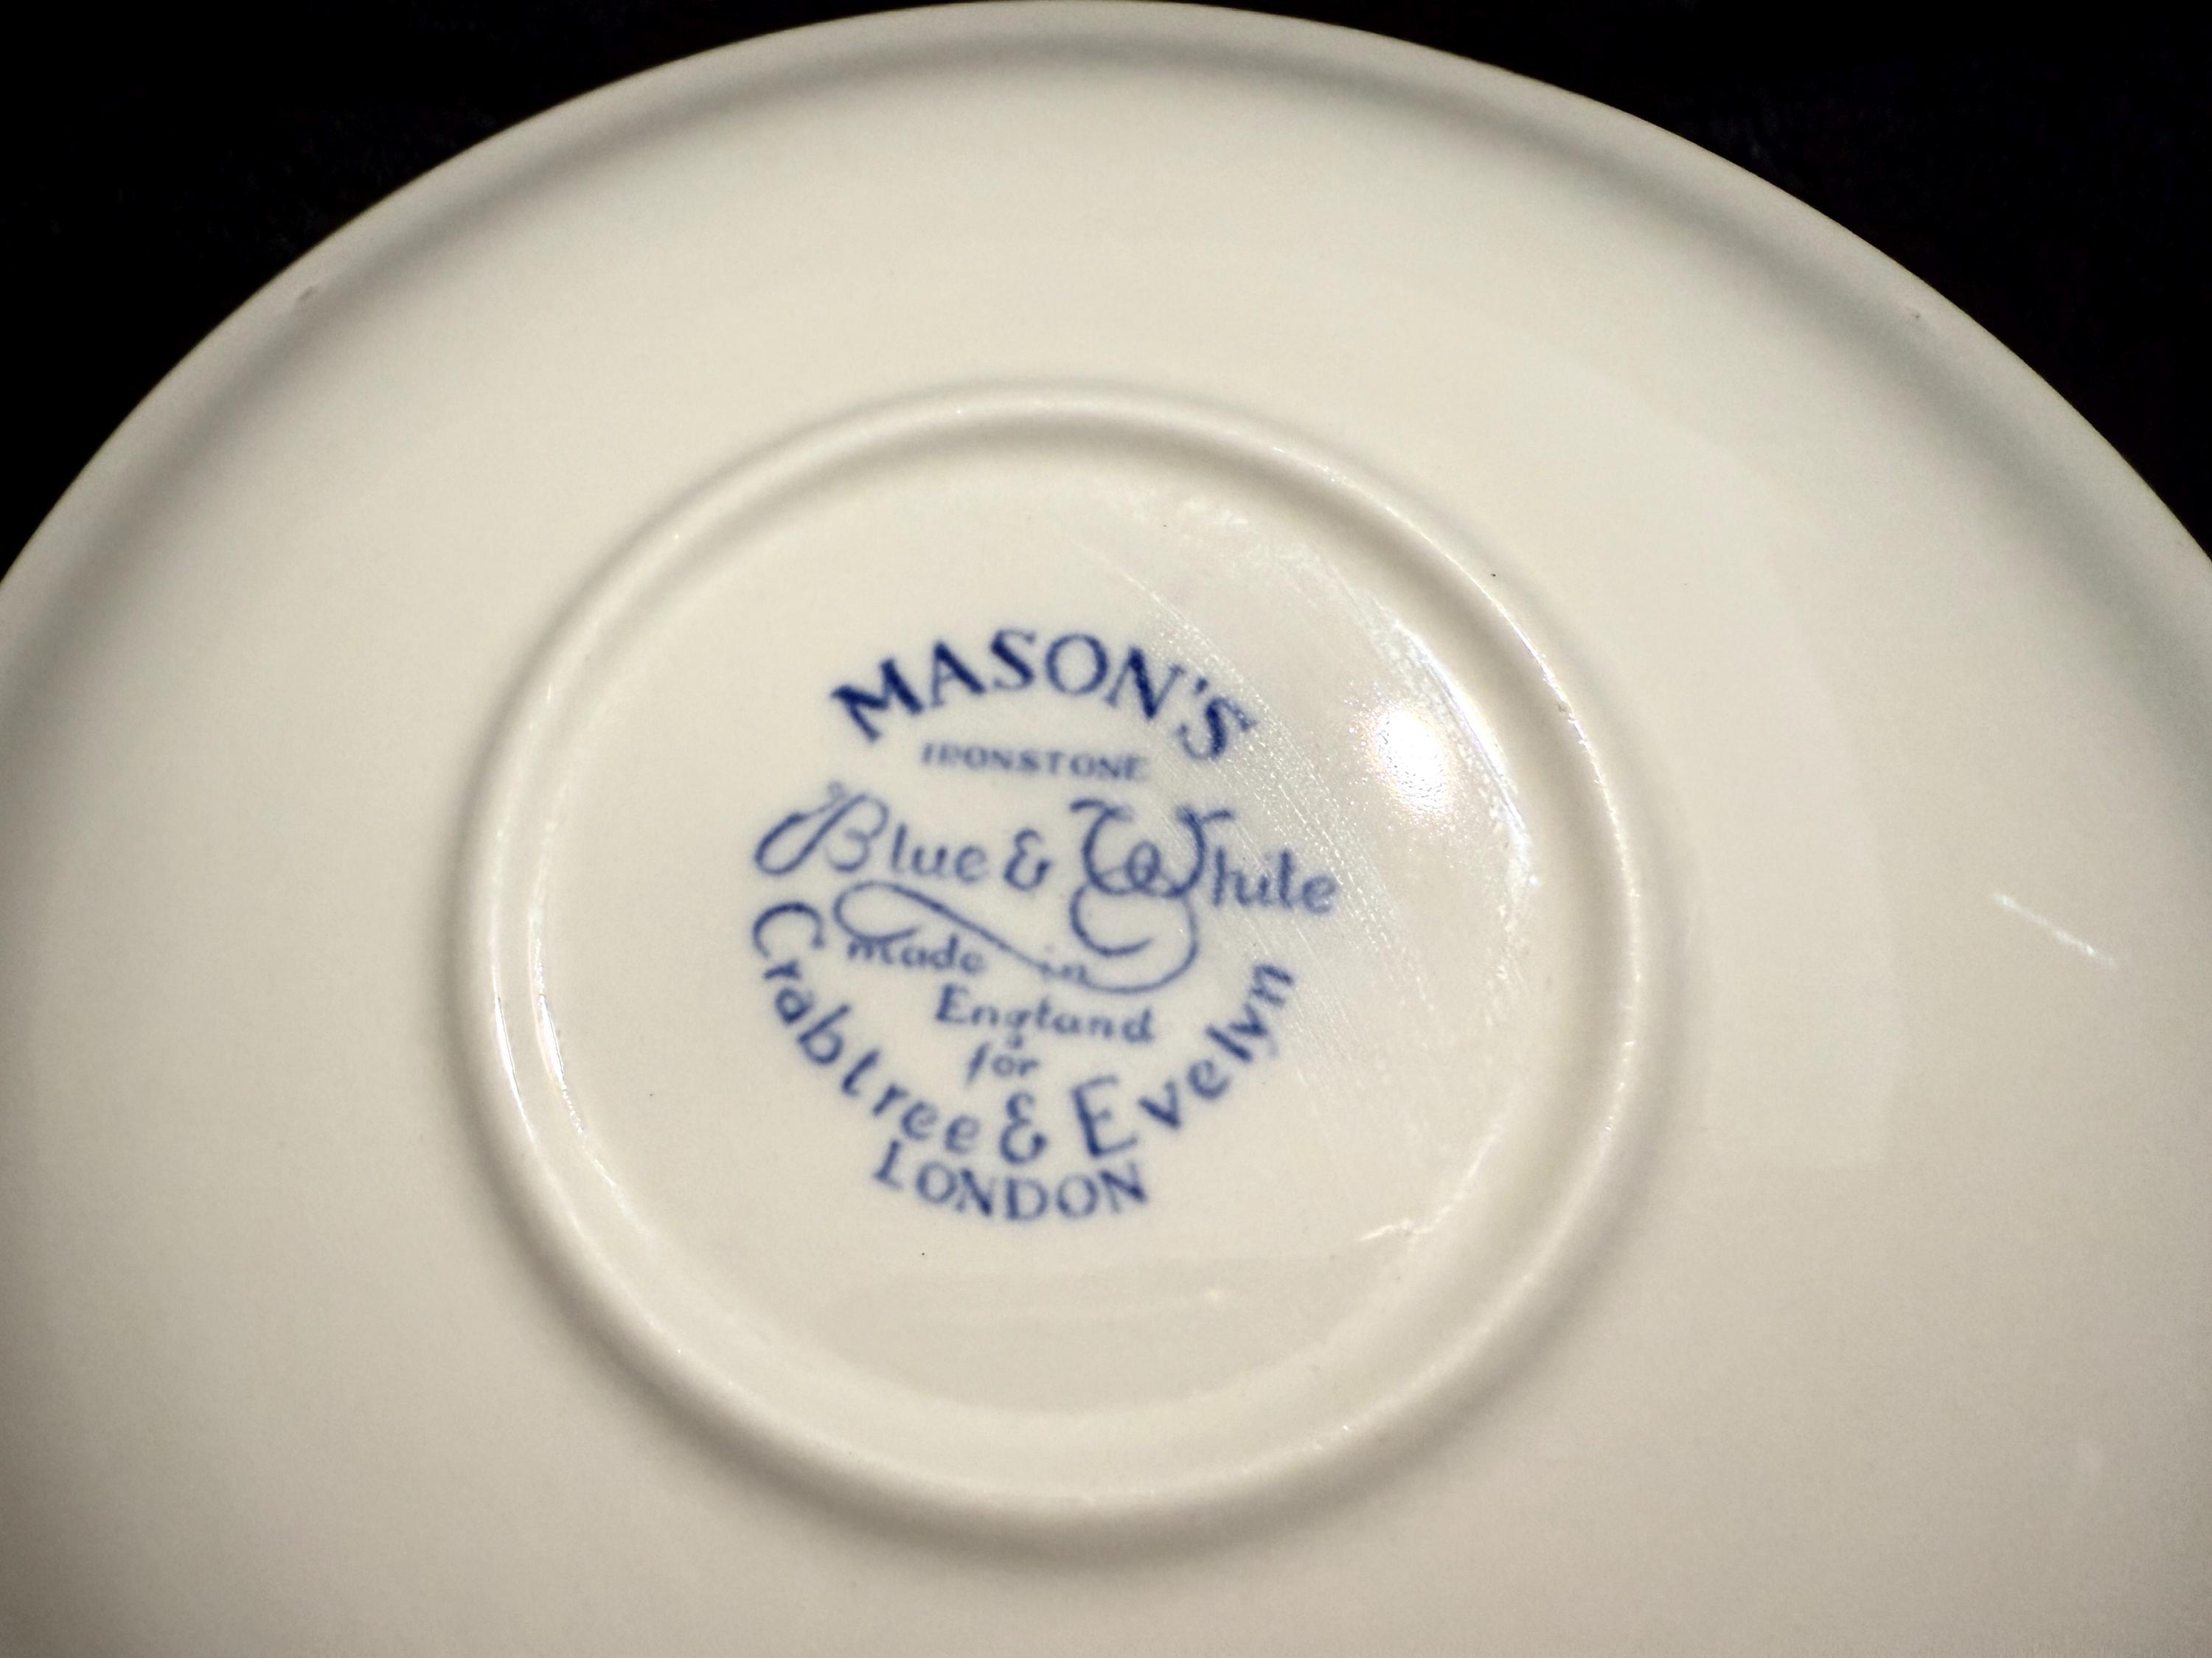 MASON'S
IRONSTONE
Blue & White
made in
England
for
Crabtree & Evelyn
LONDON